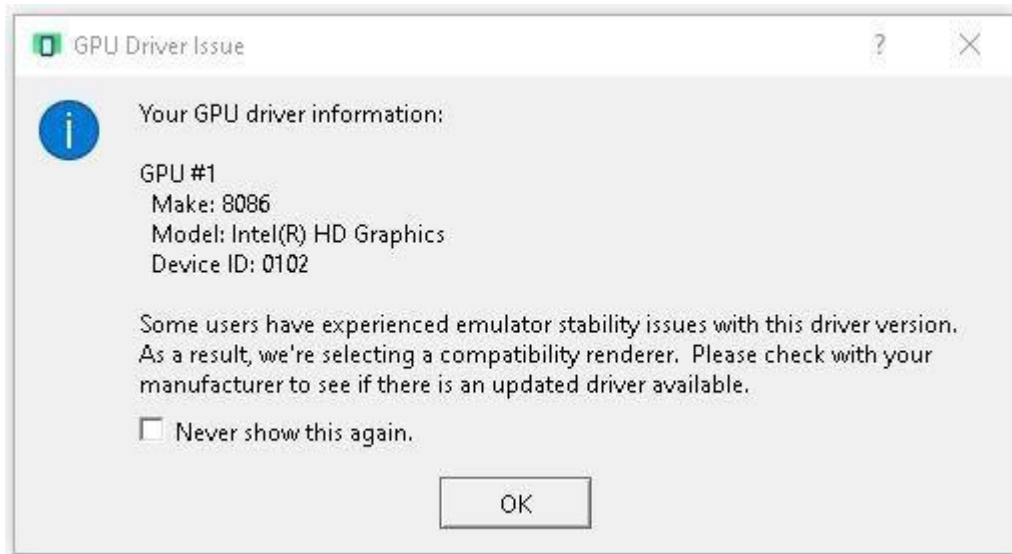 GPU Driver Issue
Your GPU driver information:
GPU #1
Make: 8086
Model: Intel(R) HD Graphics
Device ID: 0102
Some users have experienced emulator stability issues with this driver version.
As a result, we're selecting a compatibility renderer.  Please check with your
manufacturer to see if there is an updated driver available.
Never show this again.
OK